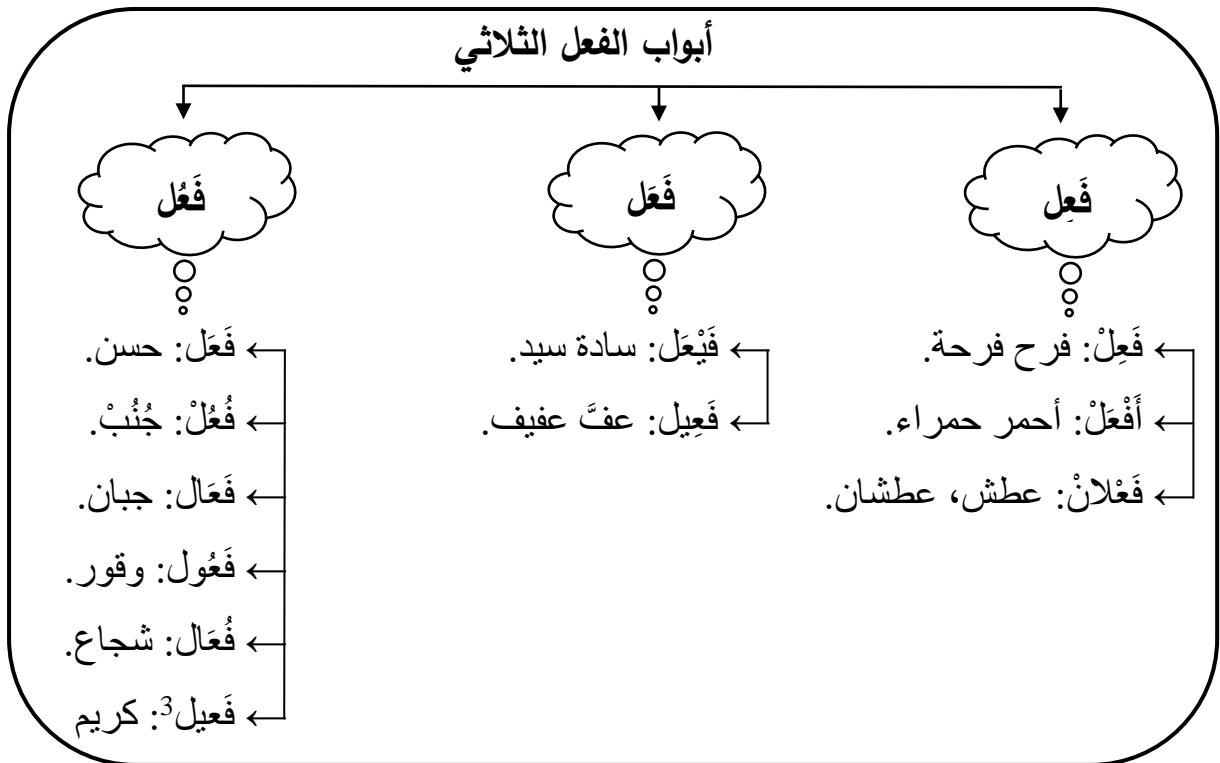 أبواب الفعل الثلاثي
فَعِل
فَعَل
فَعُل
← فَعِلْ: فرح فرحة.
← أَفْعَلْ: أحمر حمراء.
← فَعْلانْ: عطش، عطشان.
← فَيْعَل: سادة سيد.
← فَعِيل: عفَّ عفيف.
← فَعَل: حسن.
← فُعُلْ: جُنُبْ.
← فَعَال: جبان.
← فَعُول: وقور.
← فُعَال: شجاع.
← فَعيل3: كريم